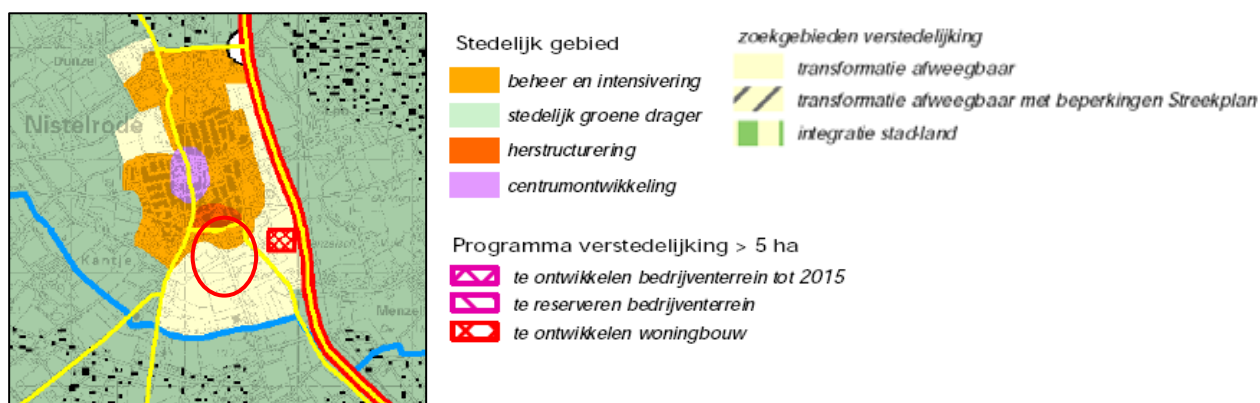 Dunzel
Nistelrode
Kantje
Menzel
Stedelijk gebied
beheer en intensivering
stedelijk groene drager
herstructurering
centrumontwikkeling
zoekgebieden verstedelijking
transformatie afweegbaar
transformatie afweegbaar met beperkingen Streekplan
integratie stad-land
Programma verstedelijking > 5 ha
te ontwikkelen bedrijventerrein tot 2015
te reserveren bedrijventerrein
te ontwikkelen woningbouw